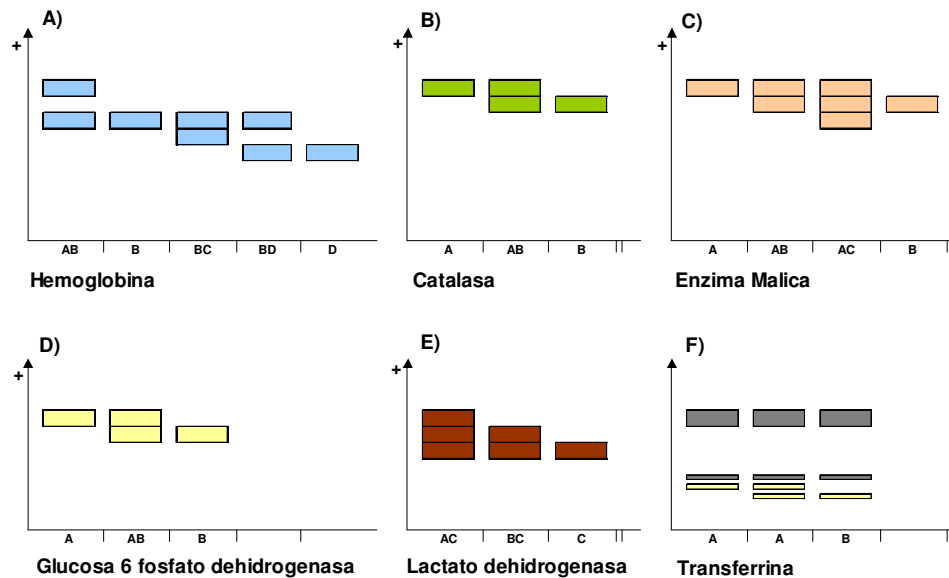 A)
B)
C)
+
+
+
AB B BC BD D
A AB B
A AB AC B
Hemoglobina
Catalasa
Enzima Malica
D)
E)
F)
+
+
A AB B
AC BC C
A A B
Glucosa 6 fosfato dehidrogenasa
Lactato dehidrogenasa
Transferrina